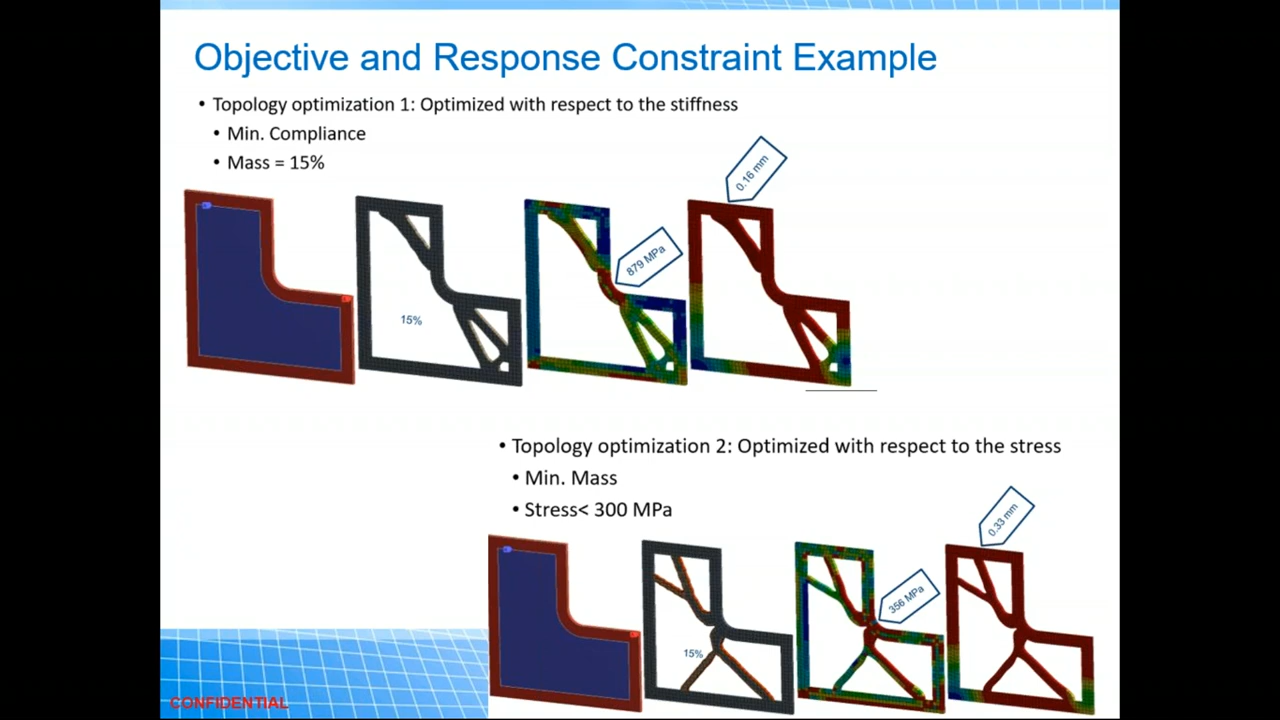 Objective and Response Constraint Example
• Topology optimization 1: Optimized with respect to the stiffness
• Min. Compliance
• Mass = 15%
0.16 mm
879 MPa
15%
• Topology optimization 2: Optimized with respect to the stress
• Min. Mass
• Stress< 300 MPa
0.33 mm
356 MPa
15%
CONFIDENTIAL